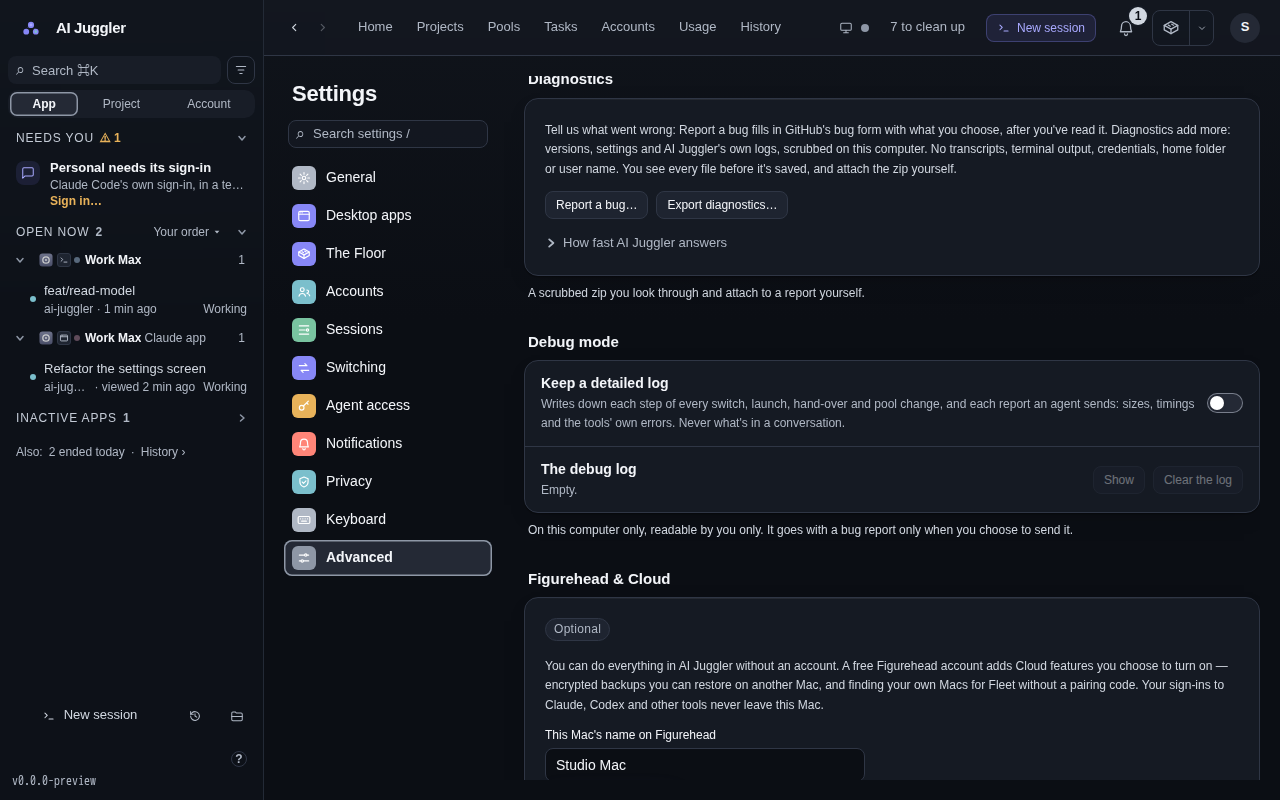 AI Juggler
Search ⌘K
App
Project
Account
NEEDS YOU 1
Personal needs its sign-in
Claude Code's own sign-in, in a te…
Sign in…
OPEN NOW 2
Your order
Work Max
1
feat/read-model
ai-juggler · 1 min ago
Working
Work Max Claude app
1
Refactor the settings screen
ai-jug… · viewed 2 min ago
Working
INACTIVE APPS 1
Also: 2 ended today · History ›
New session
?
v0.0.0-preview
Home
Projects
Pools
Tasks
Accounts
Usage
History
7 to clean up
New session
1
S
Settings
Search settings /
General
Desktop apps
The Floor
Accounts
Sessions
Switching
Agent access
Notifications
Privacy
Keyboard
Advanced
Diagnostics
Tell us what went wrong: Report a bug fills in GitHub's bug form with what you choose, after you've read it. Diagnostics add more:
versions, settings and AI Juggler's own logs, scrubbed on this computer. No transcripts, terminal output, credentials, home folder
or user name. You see every file before it's saved, and attach the zip yourself.
Report a bug…
Export diagnostics…
How fast AI Juggler answers
A scrubbed zip you look through and attach to a report yourself.
Debug mode
Keep a detailed log
Writes down each step of every switch, launch, hand-over and pool change, and each report an agent sends: sizes, timings
and the tools' own errors. Never what's in a conversation.
The debug log
Empty.
Show
Clear the log
On this computer only, readable by you only. It goes with a bug report only when you choose to send it.
Figurehead & Cloud
Optional
You can do everything in AI Juggler without an account. A free Figurehead account adds Cloud features you choose to turn on —
encrypted backups you can restore on another Mac, and finding your own Macs for Fleet without a pairing code. Your sign-ins to
Claude, Codex and other tools never leave this Mac.
This Mac's name on Figurehead
Studio Mac